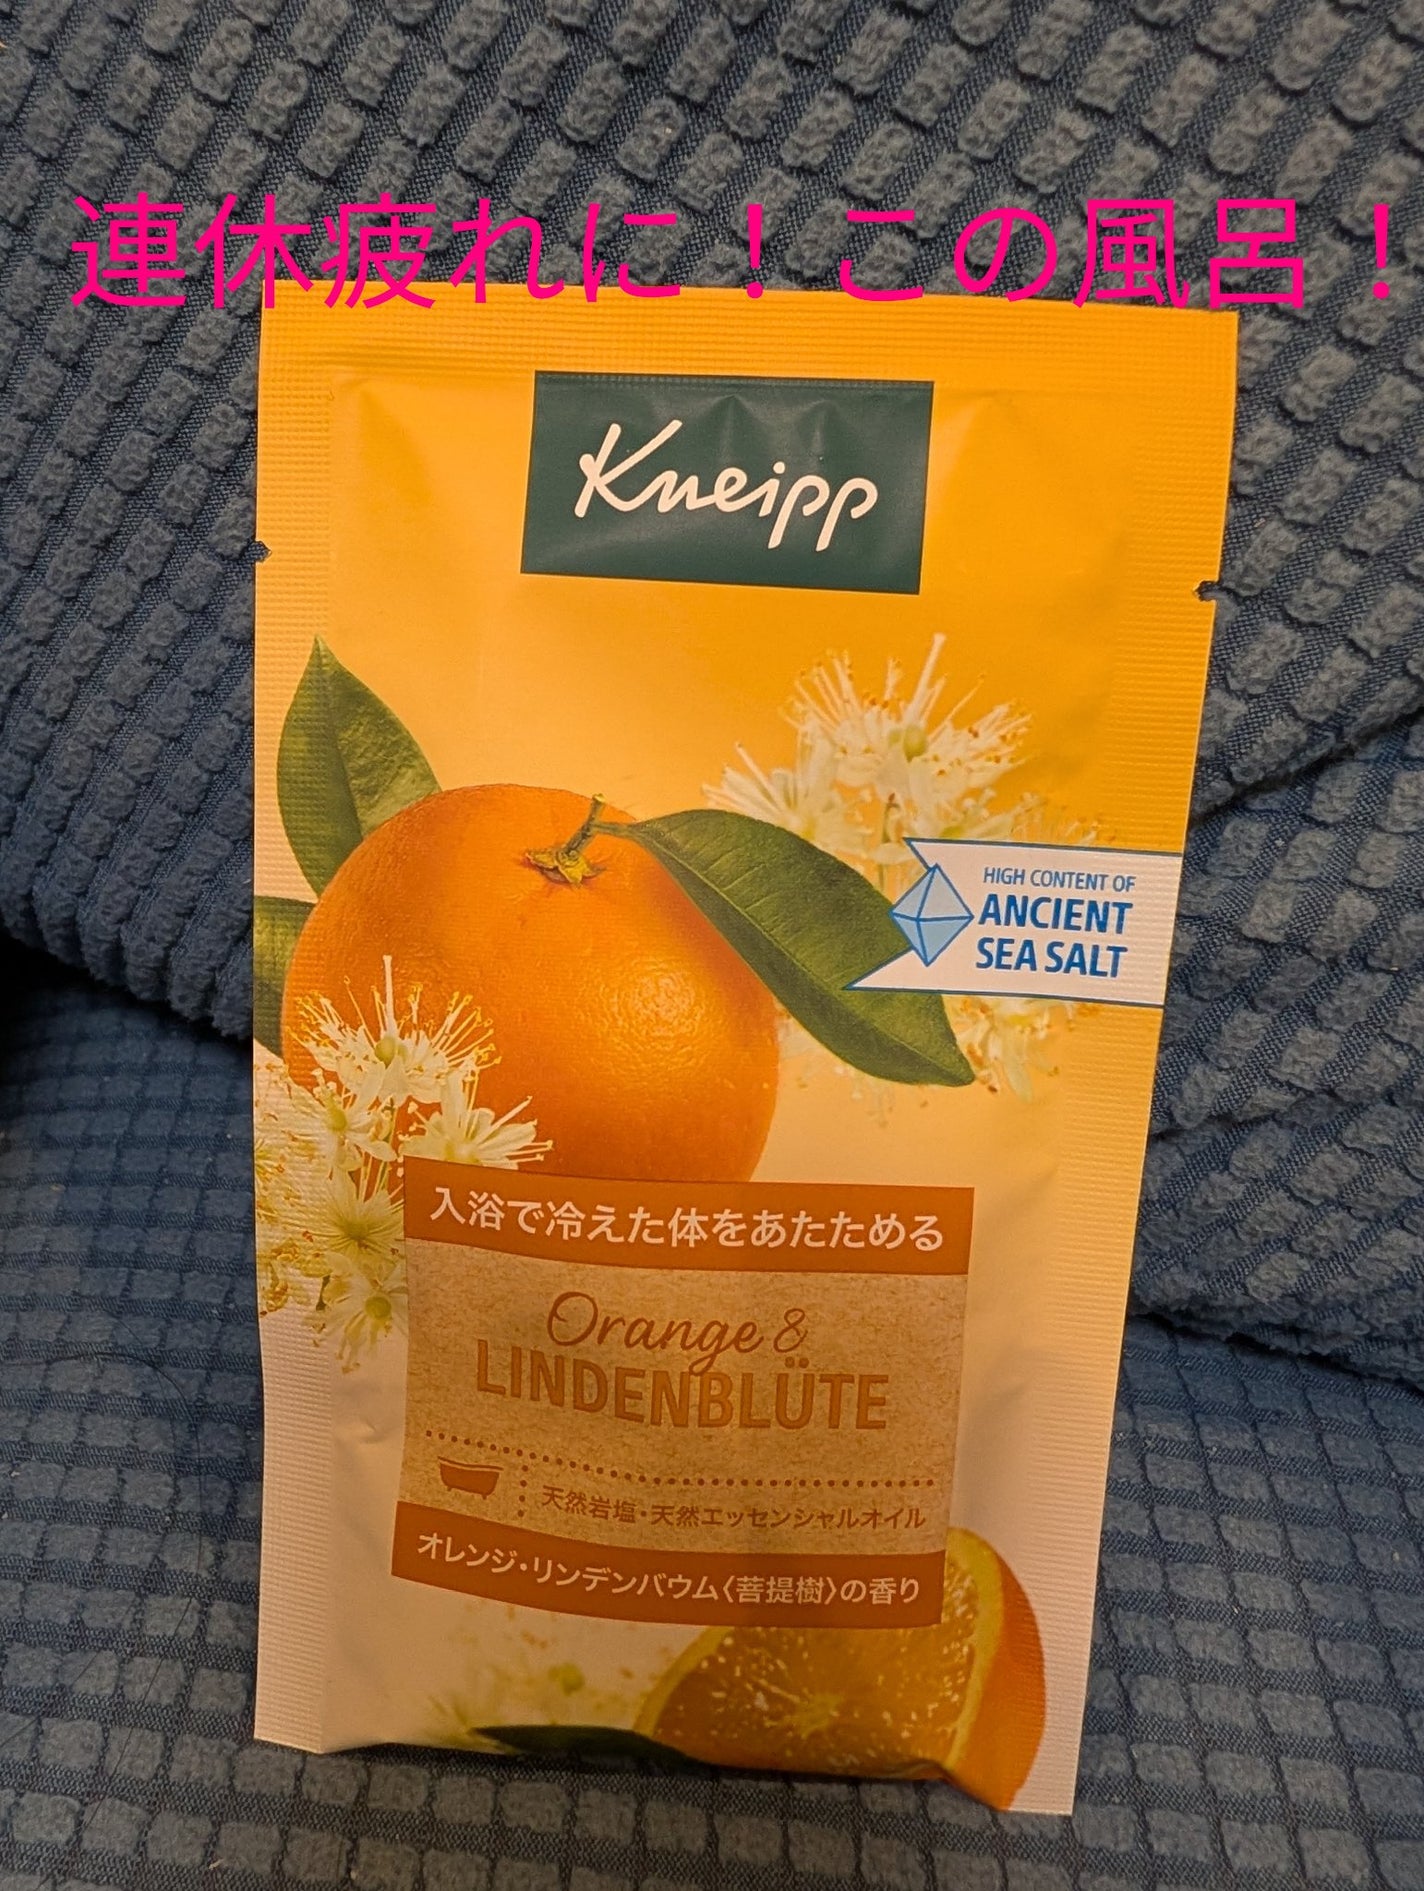 連休疲れに！この風呂！
Kneipp
HIGH CONTENT OF
ANCIENT
SEA SALT
入浴で冷えた体をあたためる
Orange &
LINDENBLÜTE
天然岩塩・天然エッセンシャルオイル
オレンジ・リンデンバウム〈菩提樹〉の香り